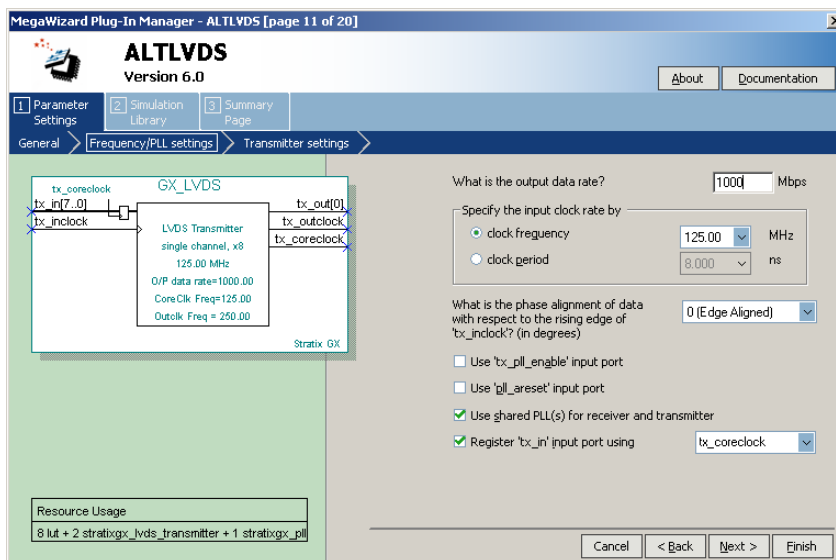 MegaWizard Plug-In Manager - ALTLVDS [page 11 of 20]
ALTLVDS
Version 6.0
About
Documentation
1 Parameter Settings
2 Simulation Library
3 Summary Page
General
Frequency/PLL settings
Transmitter settings
GX_LVDS
tx_coreclock
tx_in[7..0]
tx_inclock
tx_out[0]
tx_outclock
tx_coreclock
LVDS Transmitter
single channel, x8
125.00 MHz
O/P data rate=1000.00
CoreClk Freq=125.00
Outclk Freq = 250.00
Stratix GX
Resource Usage
8 lut + 2 stratixgx_lvds_transmitter + 1 stratixgx_pll
What is the output data rate? 1000 Mbps
Specify the input clock rate by
clock frequency 125.00 MHz
clock period 8.000 ns
What is the phase alignment of data
with respect to the rising edge of
'tx_inclock'? (in degrees)
0 (Edge Aligned)
Use 'tx_pll_enable' input port
Use 'pll_areset' input port
Use shared PLL(s) for receiver and transmitter
Register 'tx_in' input port using tx_coreclock
Cancel
< Back
Next >
Finish